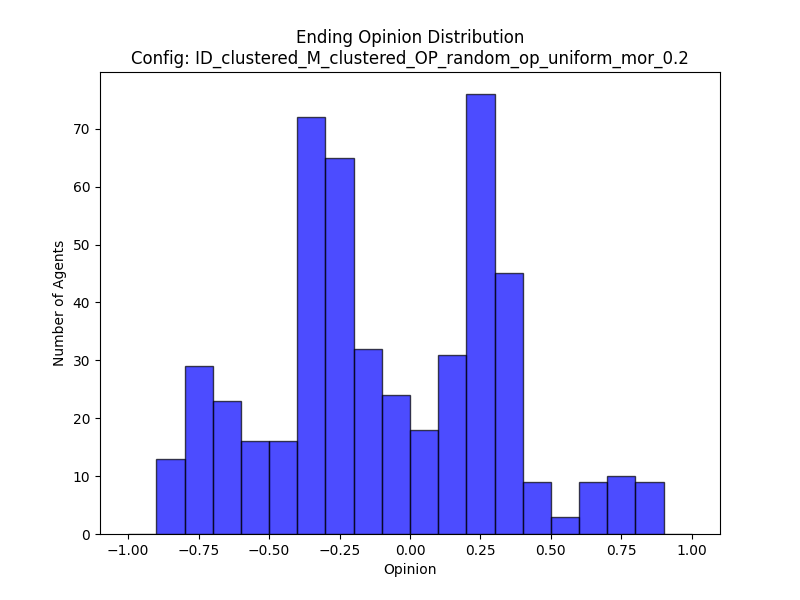 Ending Opinion Distribution
Config: ID_clustered_M_clustered_OP_random_op_uniform_mor_0.2
Number of Agents
70
60
50
40
30
20
10
0
−1.00 −0.75 −0.50 −0.25 0.00 0.25 0.50 0.75 1.00
Opinion